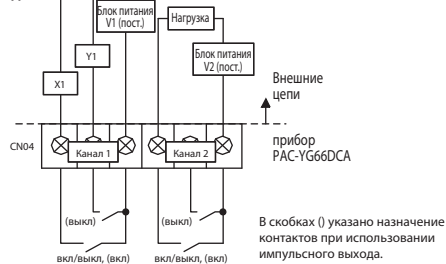 Блок питания
V1 (пост.)
Нагрузка
Y1
Блок питания
V2 (пост.)
X1
Внешние
цепи
CN04
Канал 1
Канал 2
прибор
PAC-YG66DCA
(выкл)
(выкл)
В скобках () указано назначение
контактов при использовании
импульсного выхода.
вкл/выкл, (вкл)
вкл/выкл, (вкл)